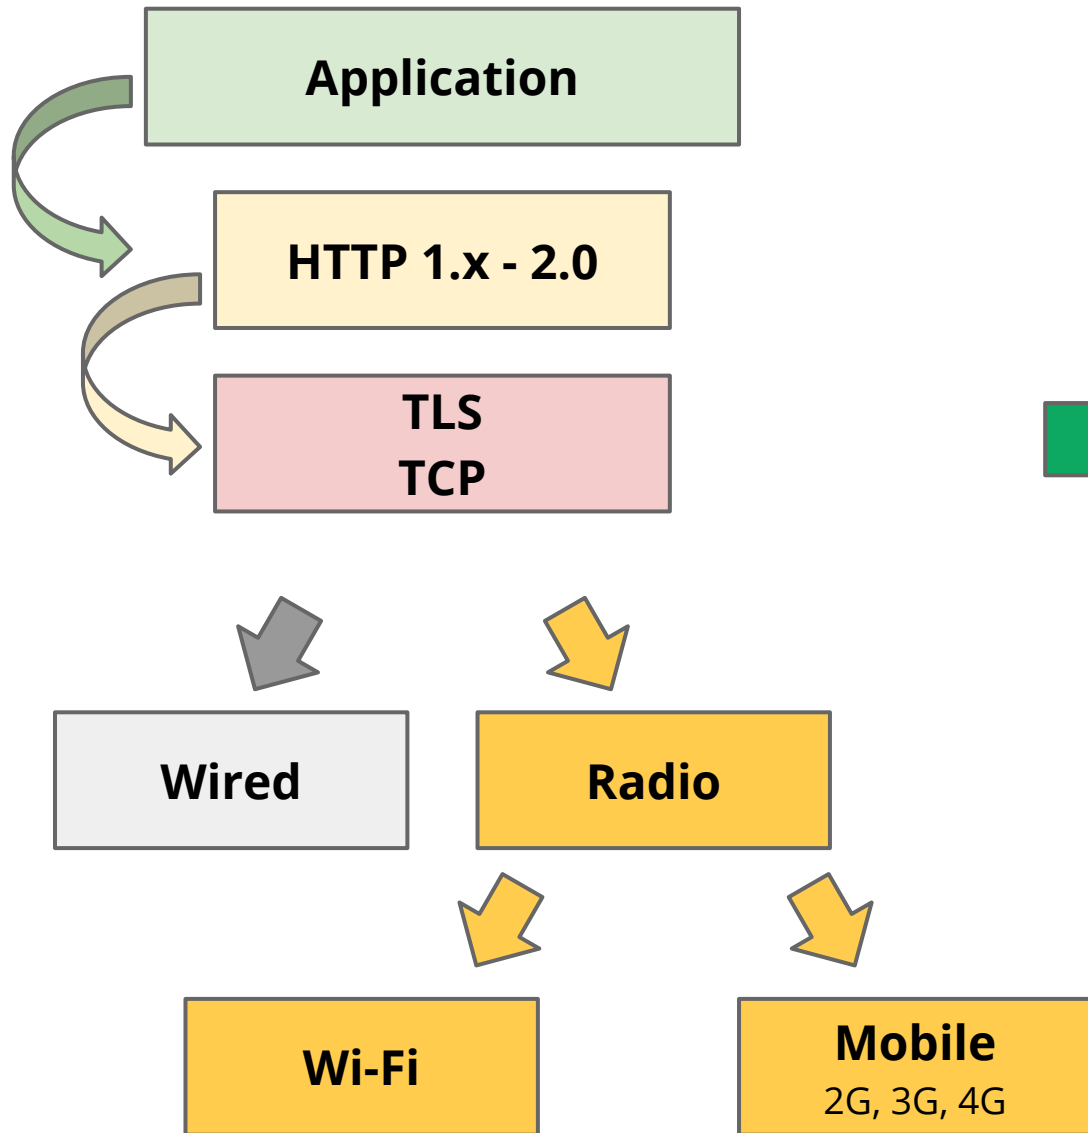 Application
HTTP 1.x - 2.0
TLS
TCP
Wired
Radio
Wi-Fi
Mobile
2G, 3G, 4G